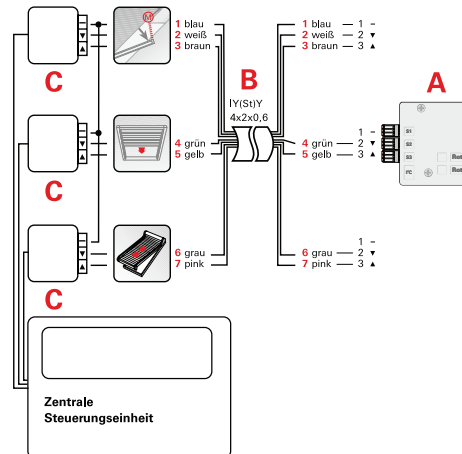 M
1 blau
2 weiß
3 braun
C
B
IY(St)Y
4x2x0,6
1 blau — 1 –
2 weiß — 2 ▼
3 braun — 3 ▲
A
4 grün
5 gelb
C
1 –
4 grün — 2 ▼
5 gelb — 3 ▲
S1
S2
S3
FC
6 grau
7 pink
C
1 –
6 grau — 2 ▼
7 pink — 3 ▲
Zentrale
Steuerungseinheit